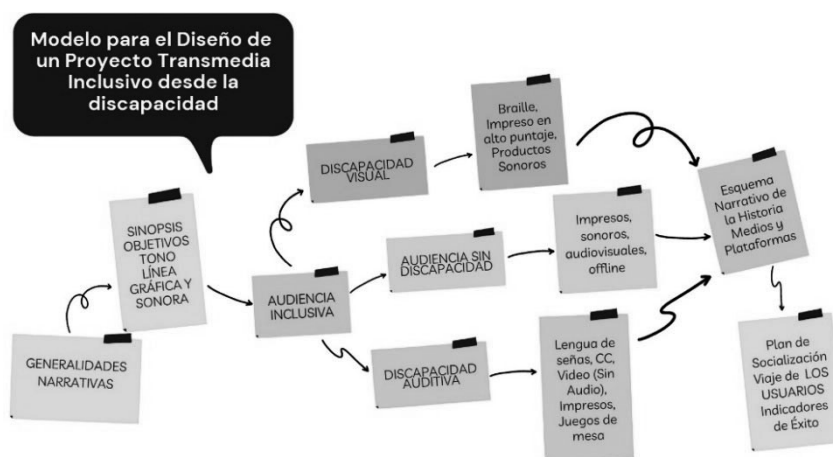 Modelo para el Diseño de
un Proyecto Transmedia
Inclusivo desde la
discapacidad
GENERALIDADES
NARRATIVAS
SINOPSIS
OBJETIVOS
TONO
LÍNEA
GRÁFICA Y
SONORA
AUDIENCIA
INCLUSIVA
DISCAPACIDAD
VISUAL
Braille,
Impreso en
alto puntaje,
Productos
Sonoros
AUDIENCIA SIN
DISCAPACIDAD
Impresos,
sonoros,
audiovisuales,
offline
DISCAPACIDAD
AUDITIVA
Lengua de
señas, CC,
Video (Sin
Audio),
Impresos,
Juegos de
mesa
Esquema
Narrativo de
la Historia
Medios y
Plataformas
Plan de
Socialización
Viaje de LOS
USUARIOS
Indicadores
de Éxito